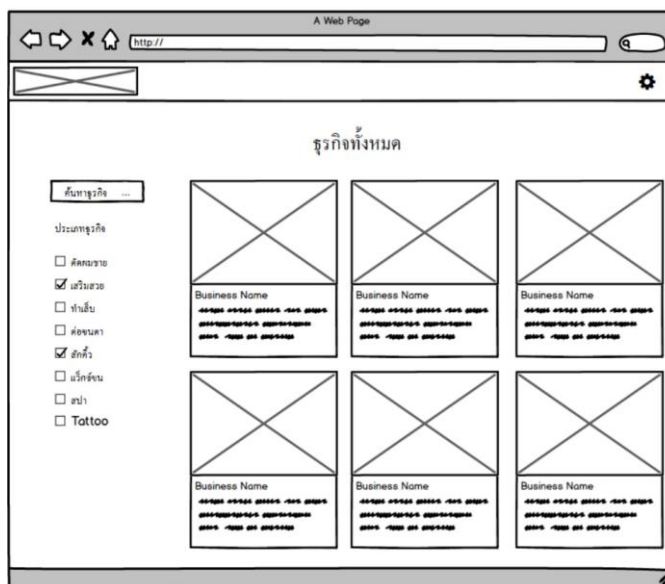 A Web Page
http://
ธุรกิจทั้งหมด
ค้นหาธุรกิจ ...
ประเภทธุรกิจ
ตัดผมชาย
เสริมสวย
ทำเล็บ
ต่อขนตา
สักคิ้ว
แว็กซ์ขน
สปา
Tattoo
Business Name
Business Name
Business Name
Business Name
Business Name
Business Name